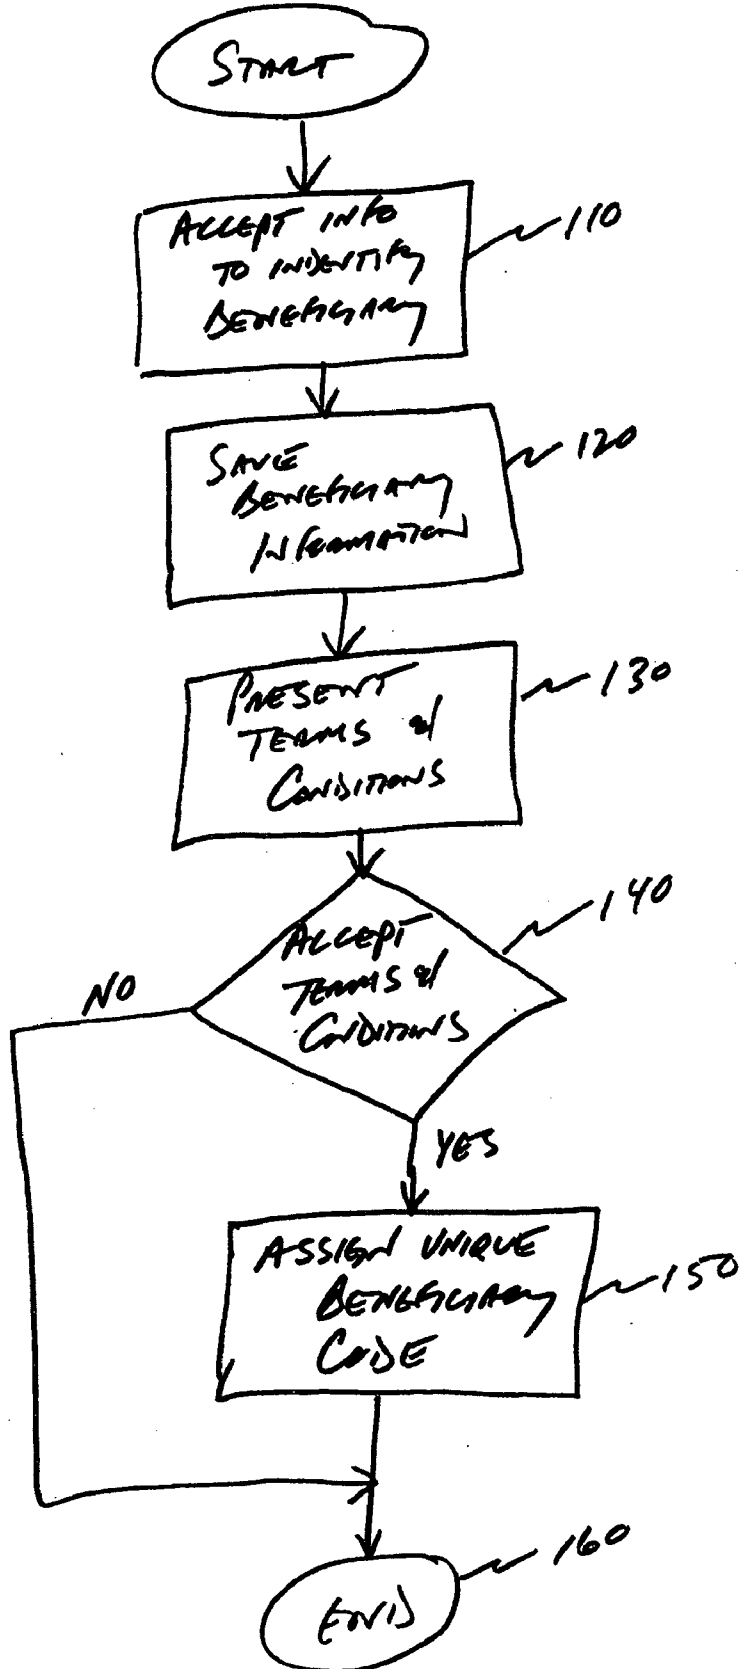 START
ACCEPT INFO
TO INDENTIFY
BENEFICIARY
110
SAVE
BENEFICIARY
INFORMATION
120
PRESENT
TERMS &
CONDITIONS
130
ACCEPT
TERMS &
CONDITIONS
140
NO
YES
ASSIGN UNIQUE
BENEFICIARY
CODE
150
END
160